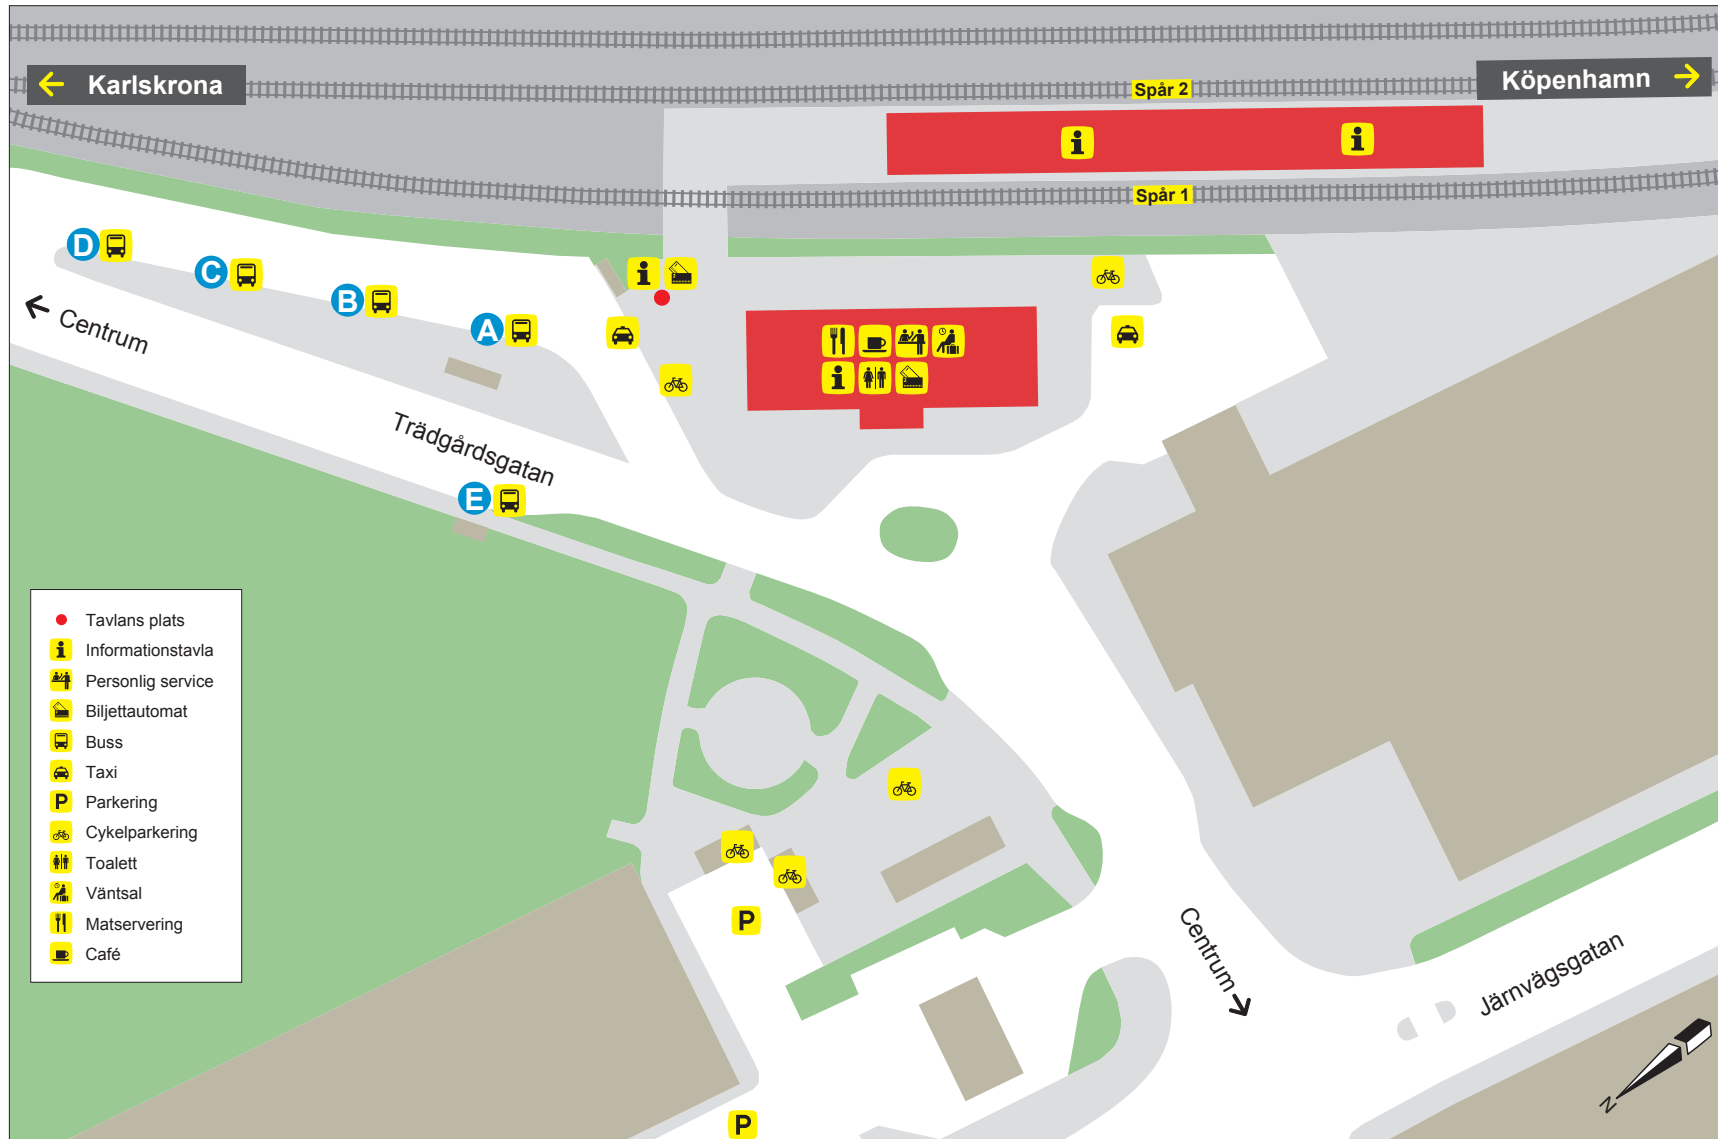 Karlskrona
Spår 2
Köpenhamn
Spår 1
D
C
B
A
Centrum
Trädgårdsgatan
E
Tavlans plats
Informationstavla
Personlig service
Biljettautomat
Buss
Taxi
P Parkering
Cykelparkering
Toalett
Väntsal
Matservering
Café
P
Centrum
Järnvägsgatan
N
P